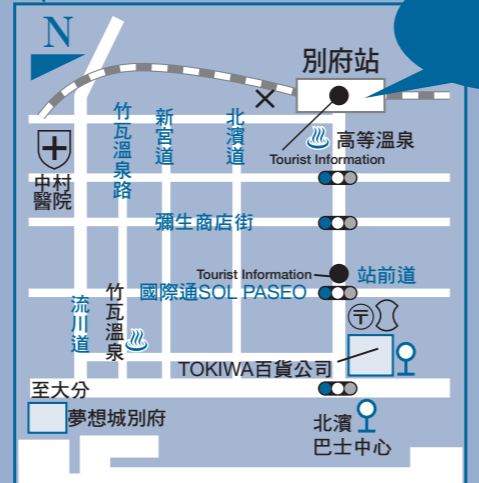 N
別府站
竹瓦溫泉路
新宮道
北濱道
高等溫泉
Tourist Information
中村
醫院
彌生商店街
Tourist Information
站前道
國際通SOL PASEO
流川道
竹瓦溫泉
〒
TOKIWA百貨公司
至大分
夢想城別府
北濱
巴士中心